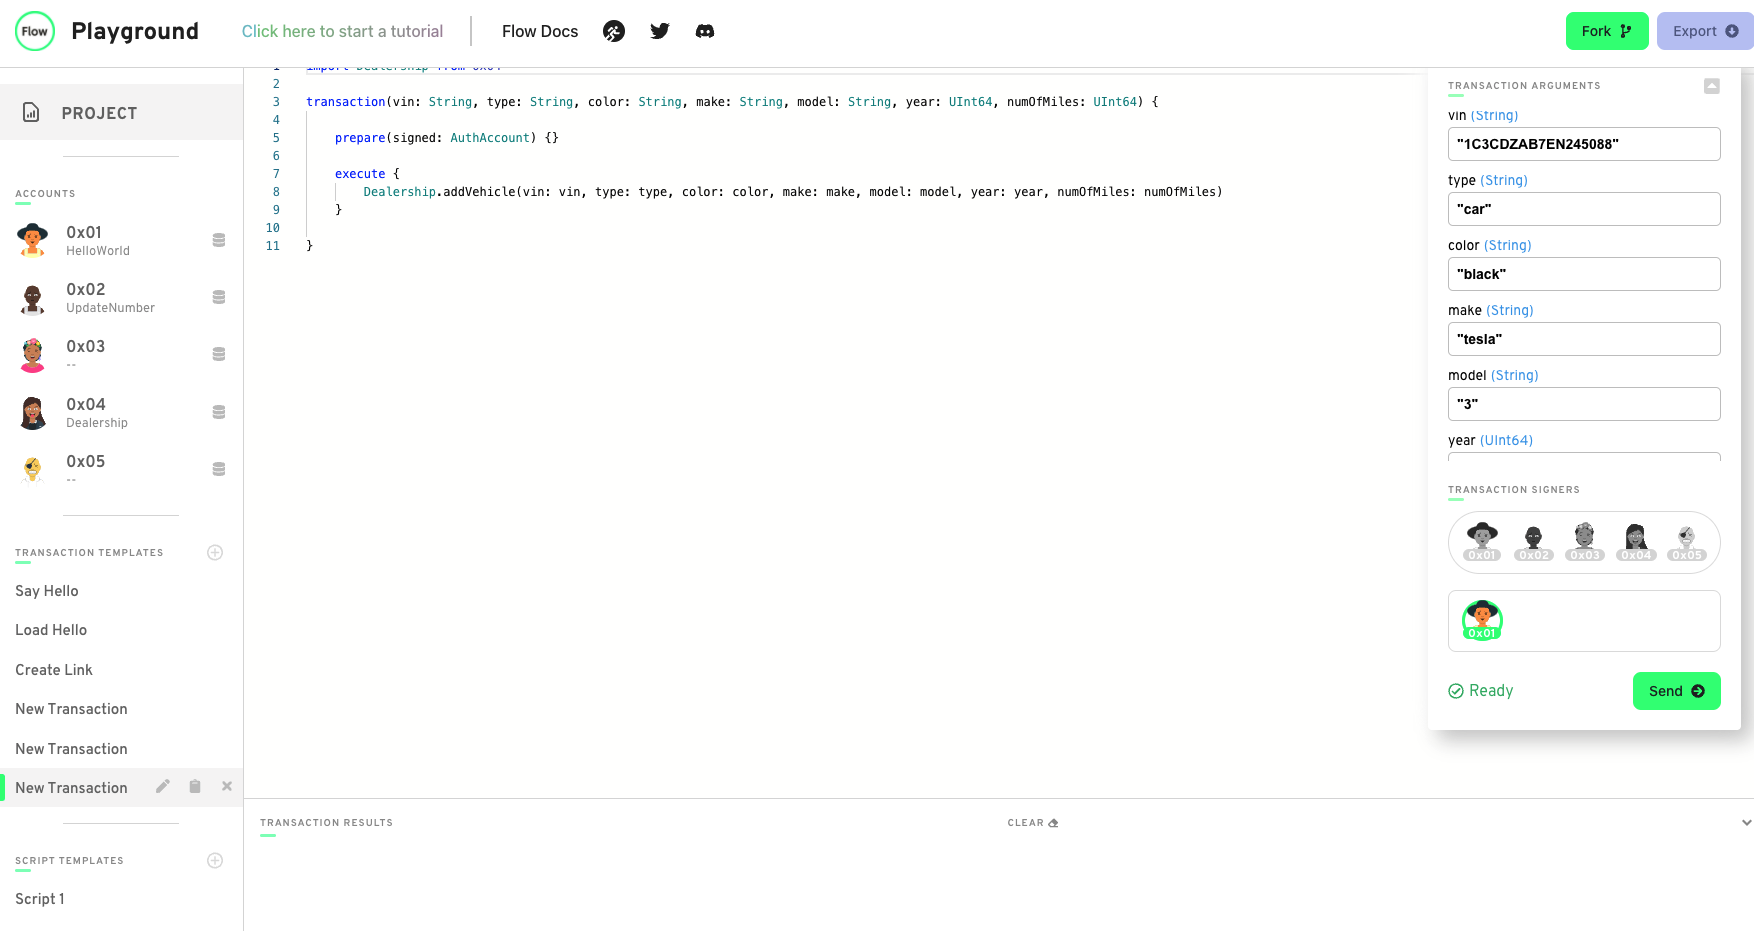 Flow
Playground
Click here to start a tutorial
Flow Docs
Fork
Export
PROJECT
ACCOUNTS
0x01
HelloWorld
0x02
UpdateNumber
0x03
--
0x04
Dealership
0x05
--
TRANSACTION TEMPLATES
Say Hello
Load Hello
Create Link
New Transaction
New Transaction
New Transaction
SCRIPT TEMPLATES
Script 1
1 import Dealership from 0x04
2
3 transaction(vin: String, type: String, color: String, make: String, model: String, year: UInt64, numOfMiles: UInt64) {
4
5 prepare(signed: AuthAccount) {}
6
7 execute {
8 Dealership.addVehicle(vin: vin, type: type, color: color, make: make, model: model, year: year, numOfMiles: numOfMiles)
9 }
10
11 }
TRANSACTION ARGUMENTS
vin (String)
"1C3CDZAB7EN245088"
type (String)
"car"
color (String)
"black"
make (String)
"tesla"
model (String)
"3"
year (UInt64)
TRANSACTION SIGNERS
0x01 0x02 0x03 0x04 0x05
0x01
Ready
Send
TRANSACTION RESULTS
CLEAR